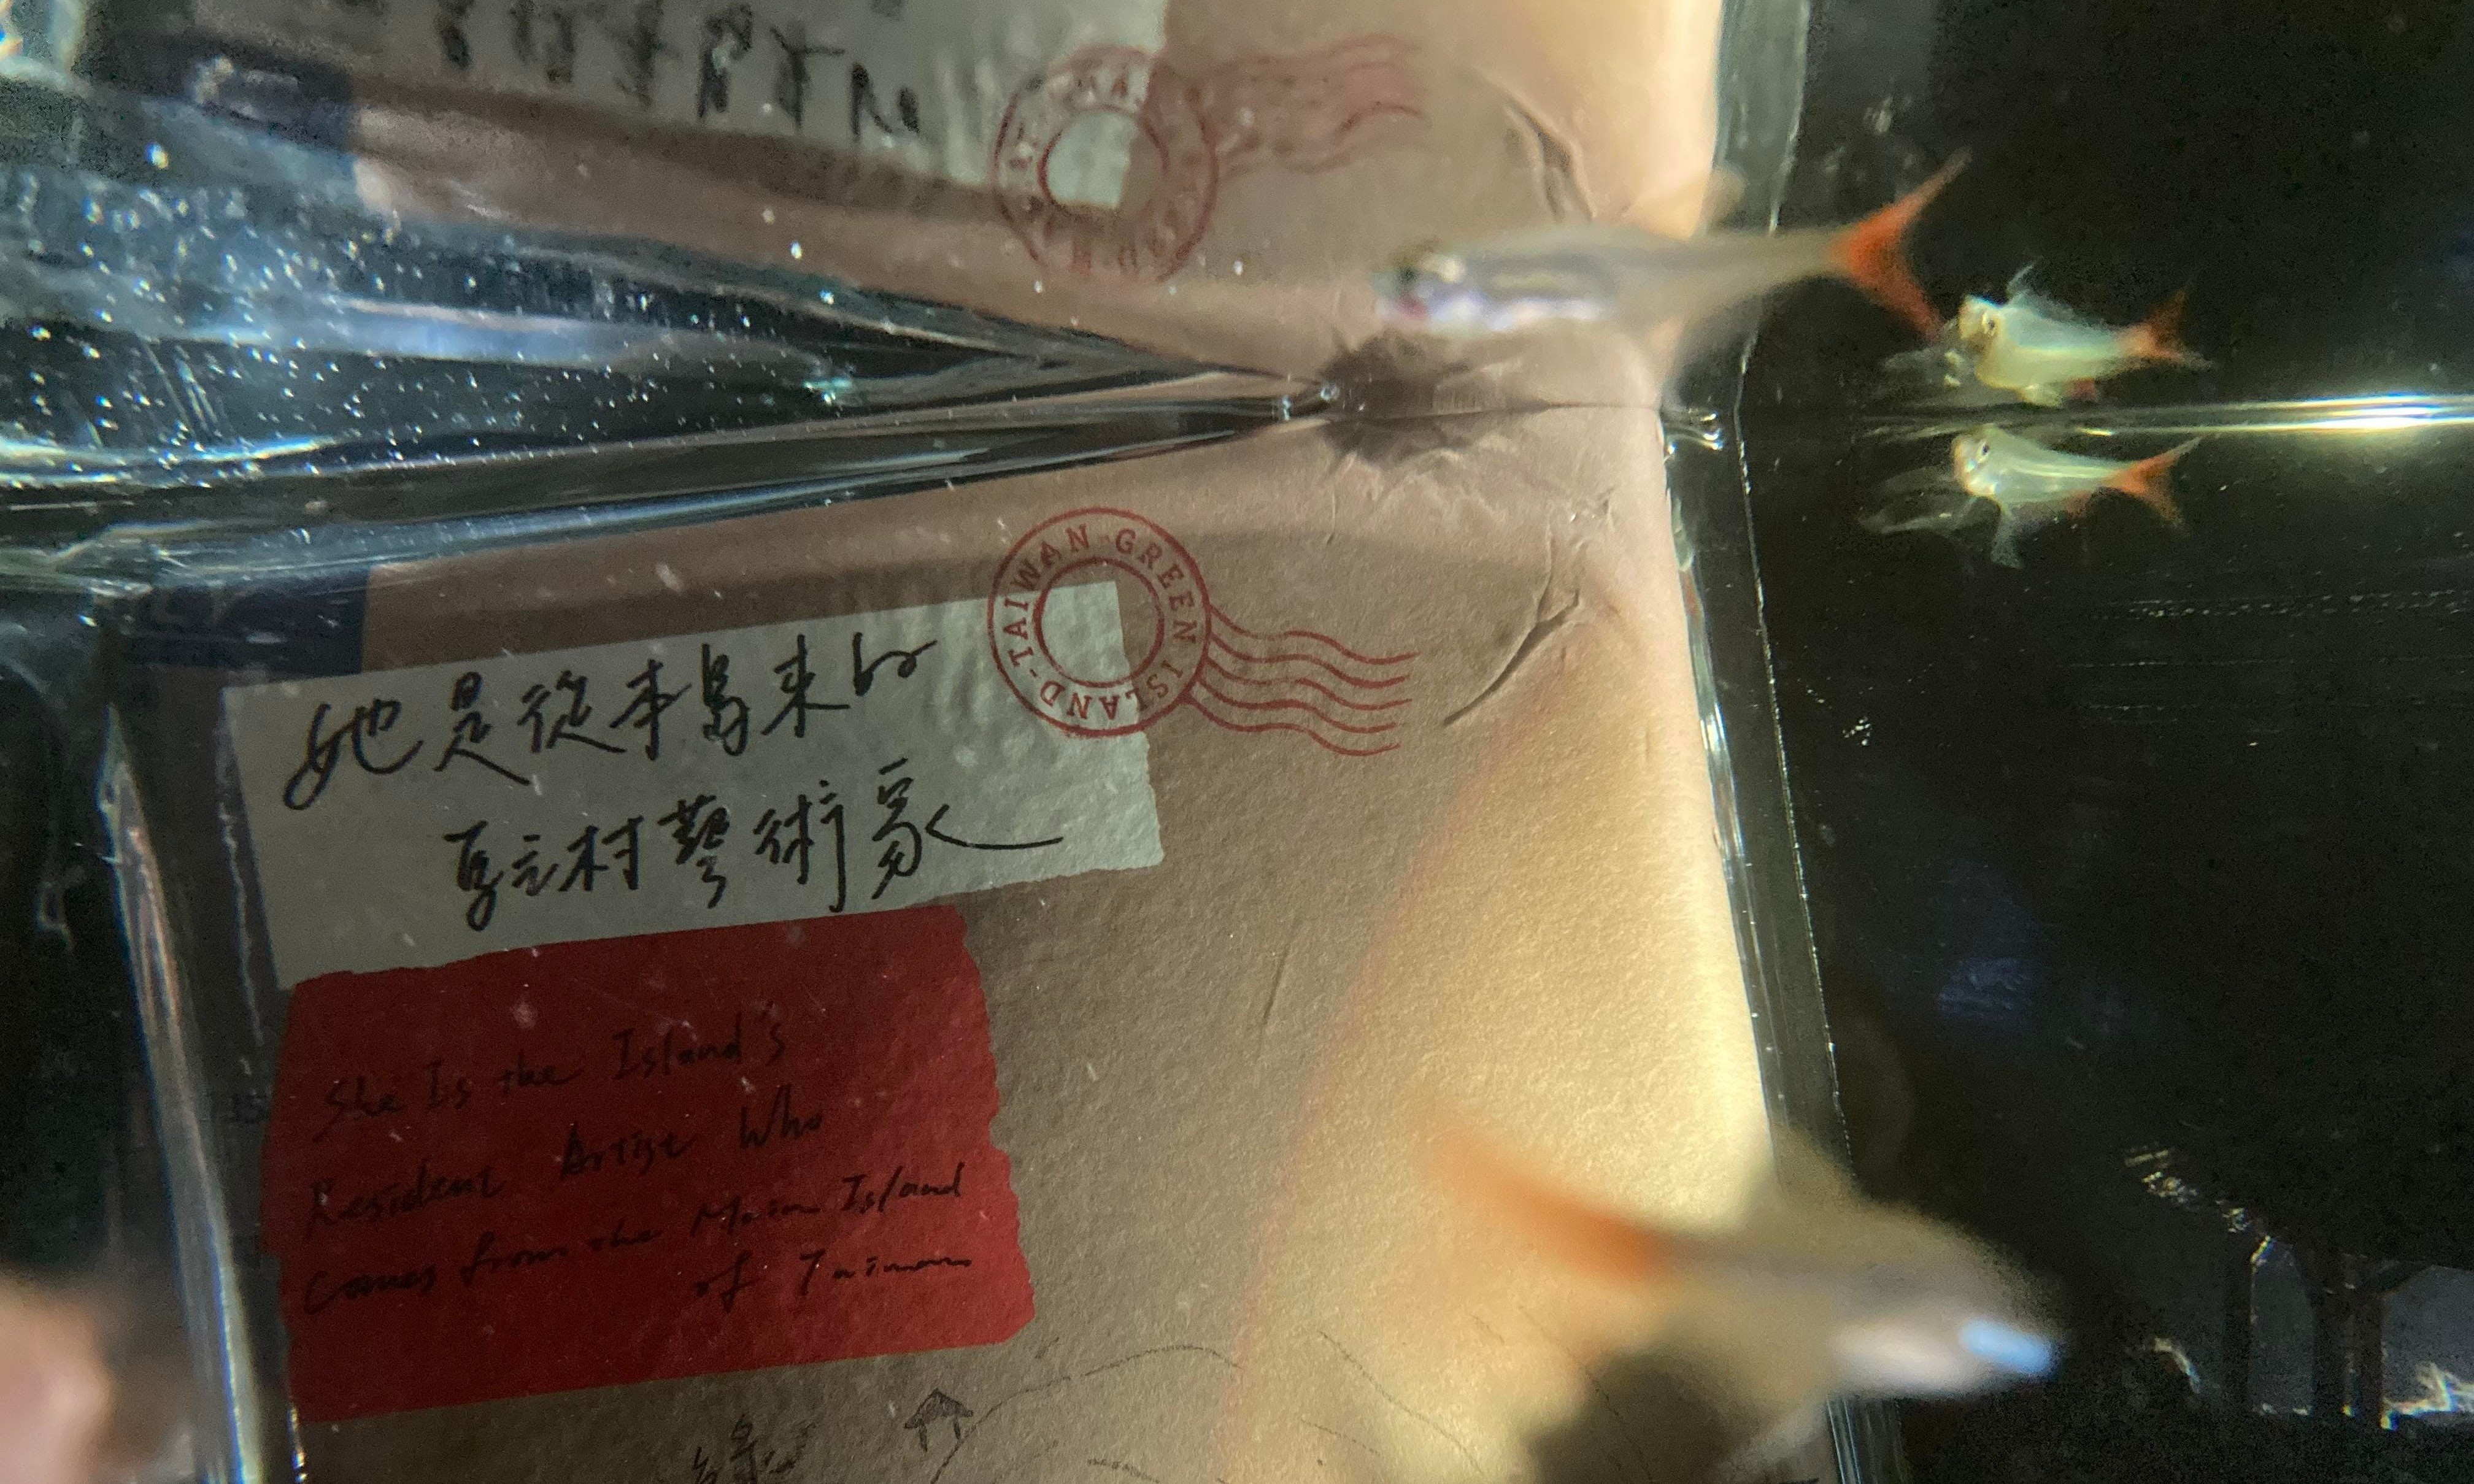 TAIWAN GREEN ISLAND-
她是從本島來的
駐村藝術家
She Is the Island's
Resident Artist Who
Comes from the Main Island
of Taiwan
綠